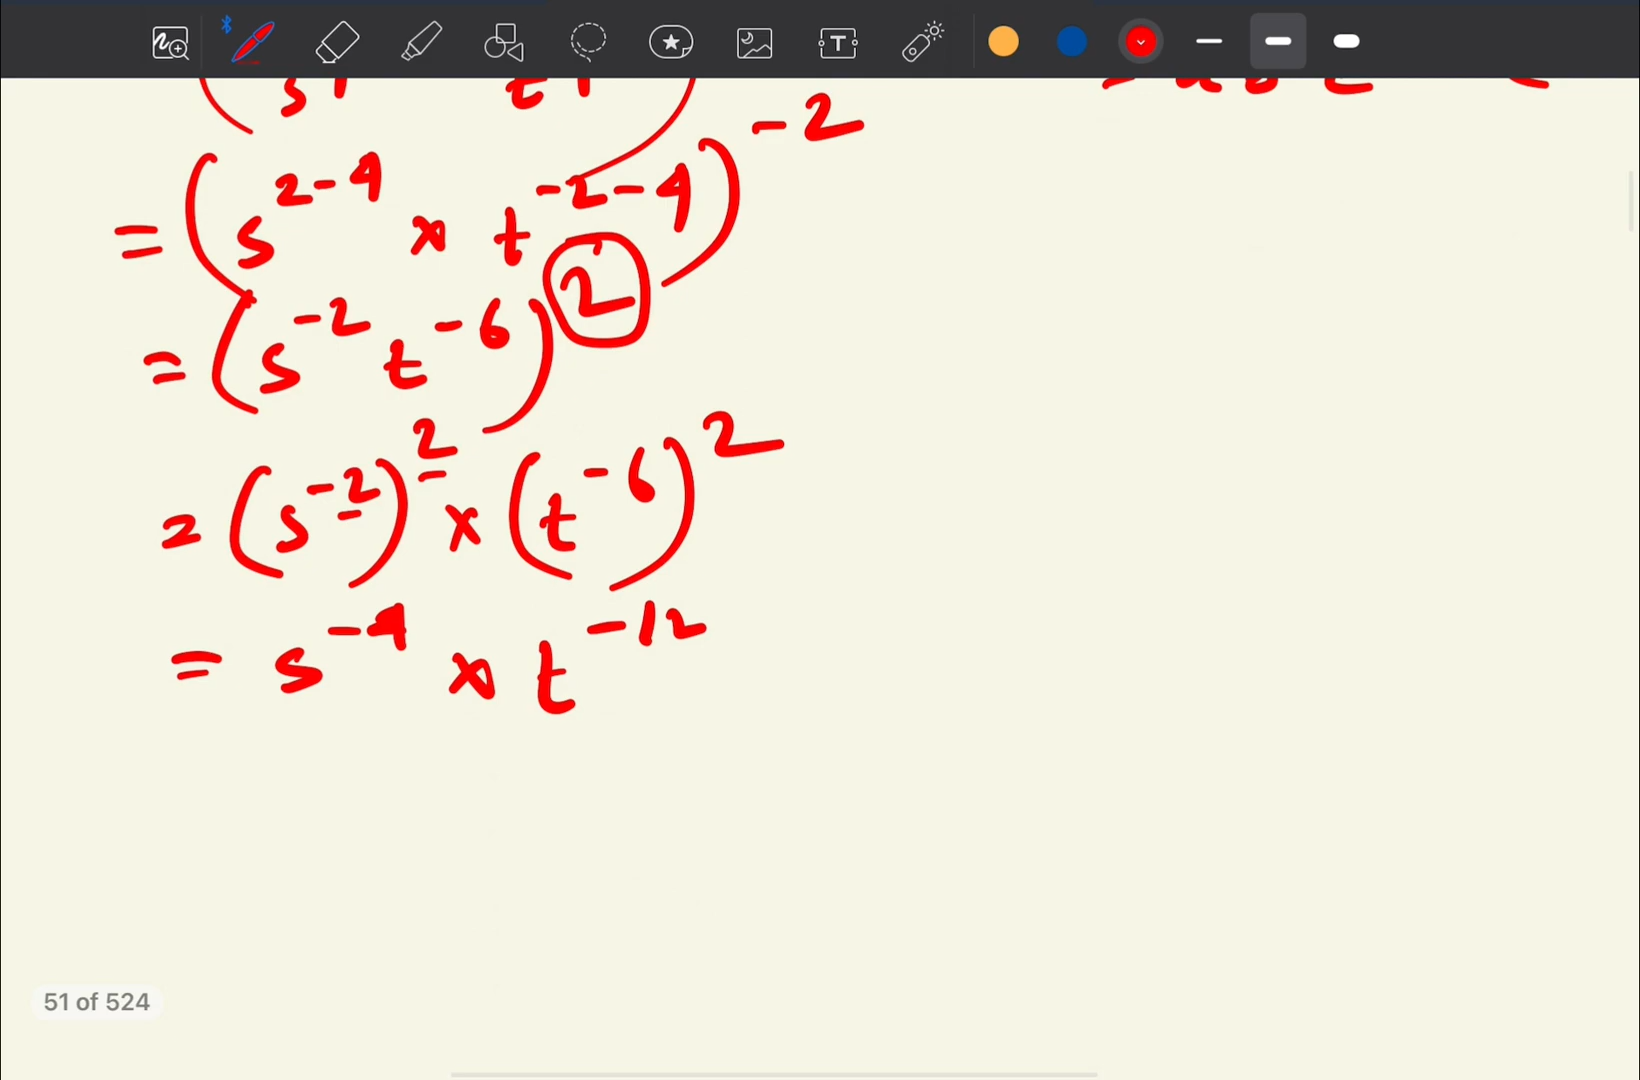 = (s^{2-4} × t^{-2-4})^{-2}
= (s^{-2} t^{-6})^{2}
= (s^{-2})^{2} × (t^{-6})^{2}
= s^{-4} × t^{-12}
51 of 524